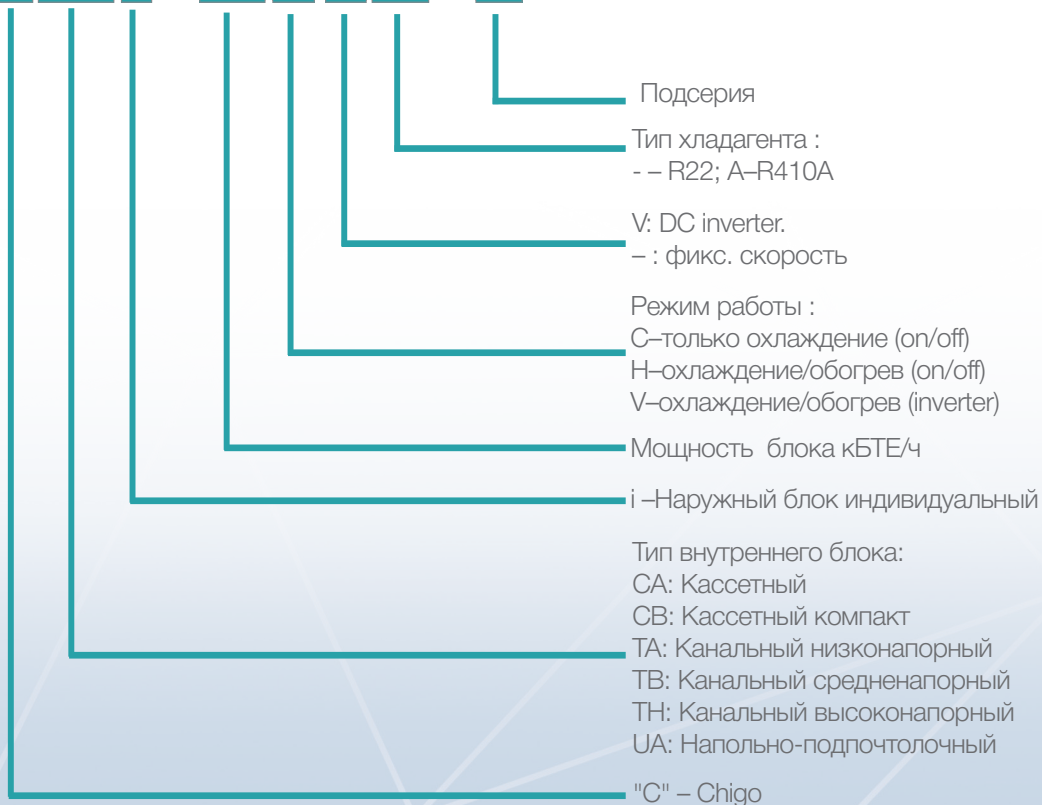 Подсерия
Тип хладагента :
- – R22; A–R410A
V: DC inverter.
– : фикс. скорость
Режим работы :
С–только охлаждение (on/off)
Н–охлаждение/обогрев (on/off)
V–охлаждение/обогрев (inverter)
Мощность блока кБТЕ/ч
i –Наружный блок индивидуальный
Тип внутреннего блока:
CA: Кассетный
CB: Кассетный компакт
TA: Канальный низконапорный
TB: Канальный средненапорный
TH: Канальный высоконапорный
UA: Напольно-подпочтолочный
"C" – Chigo